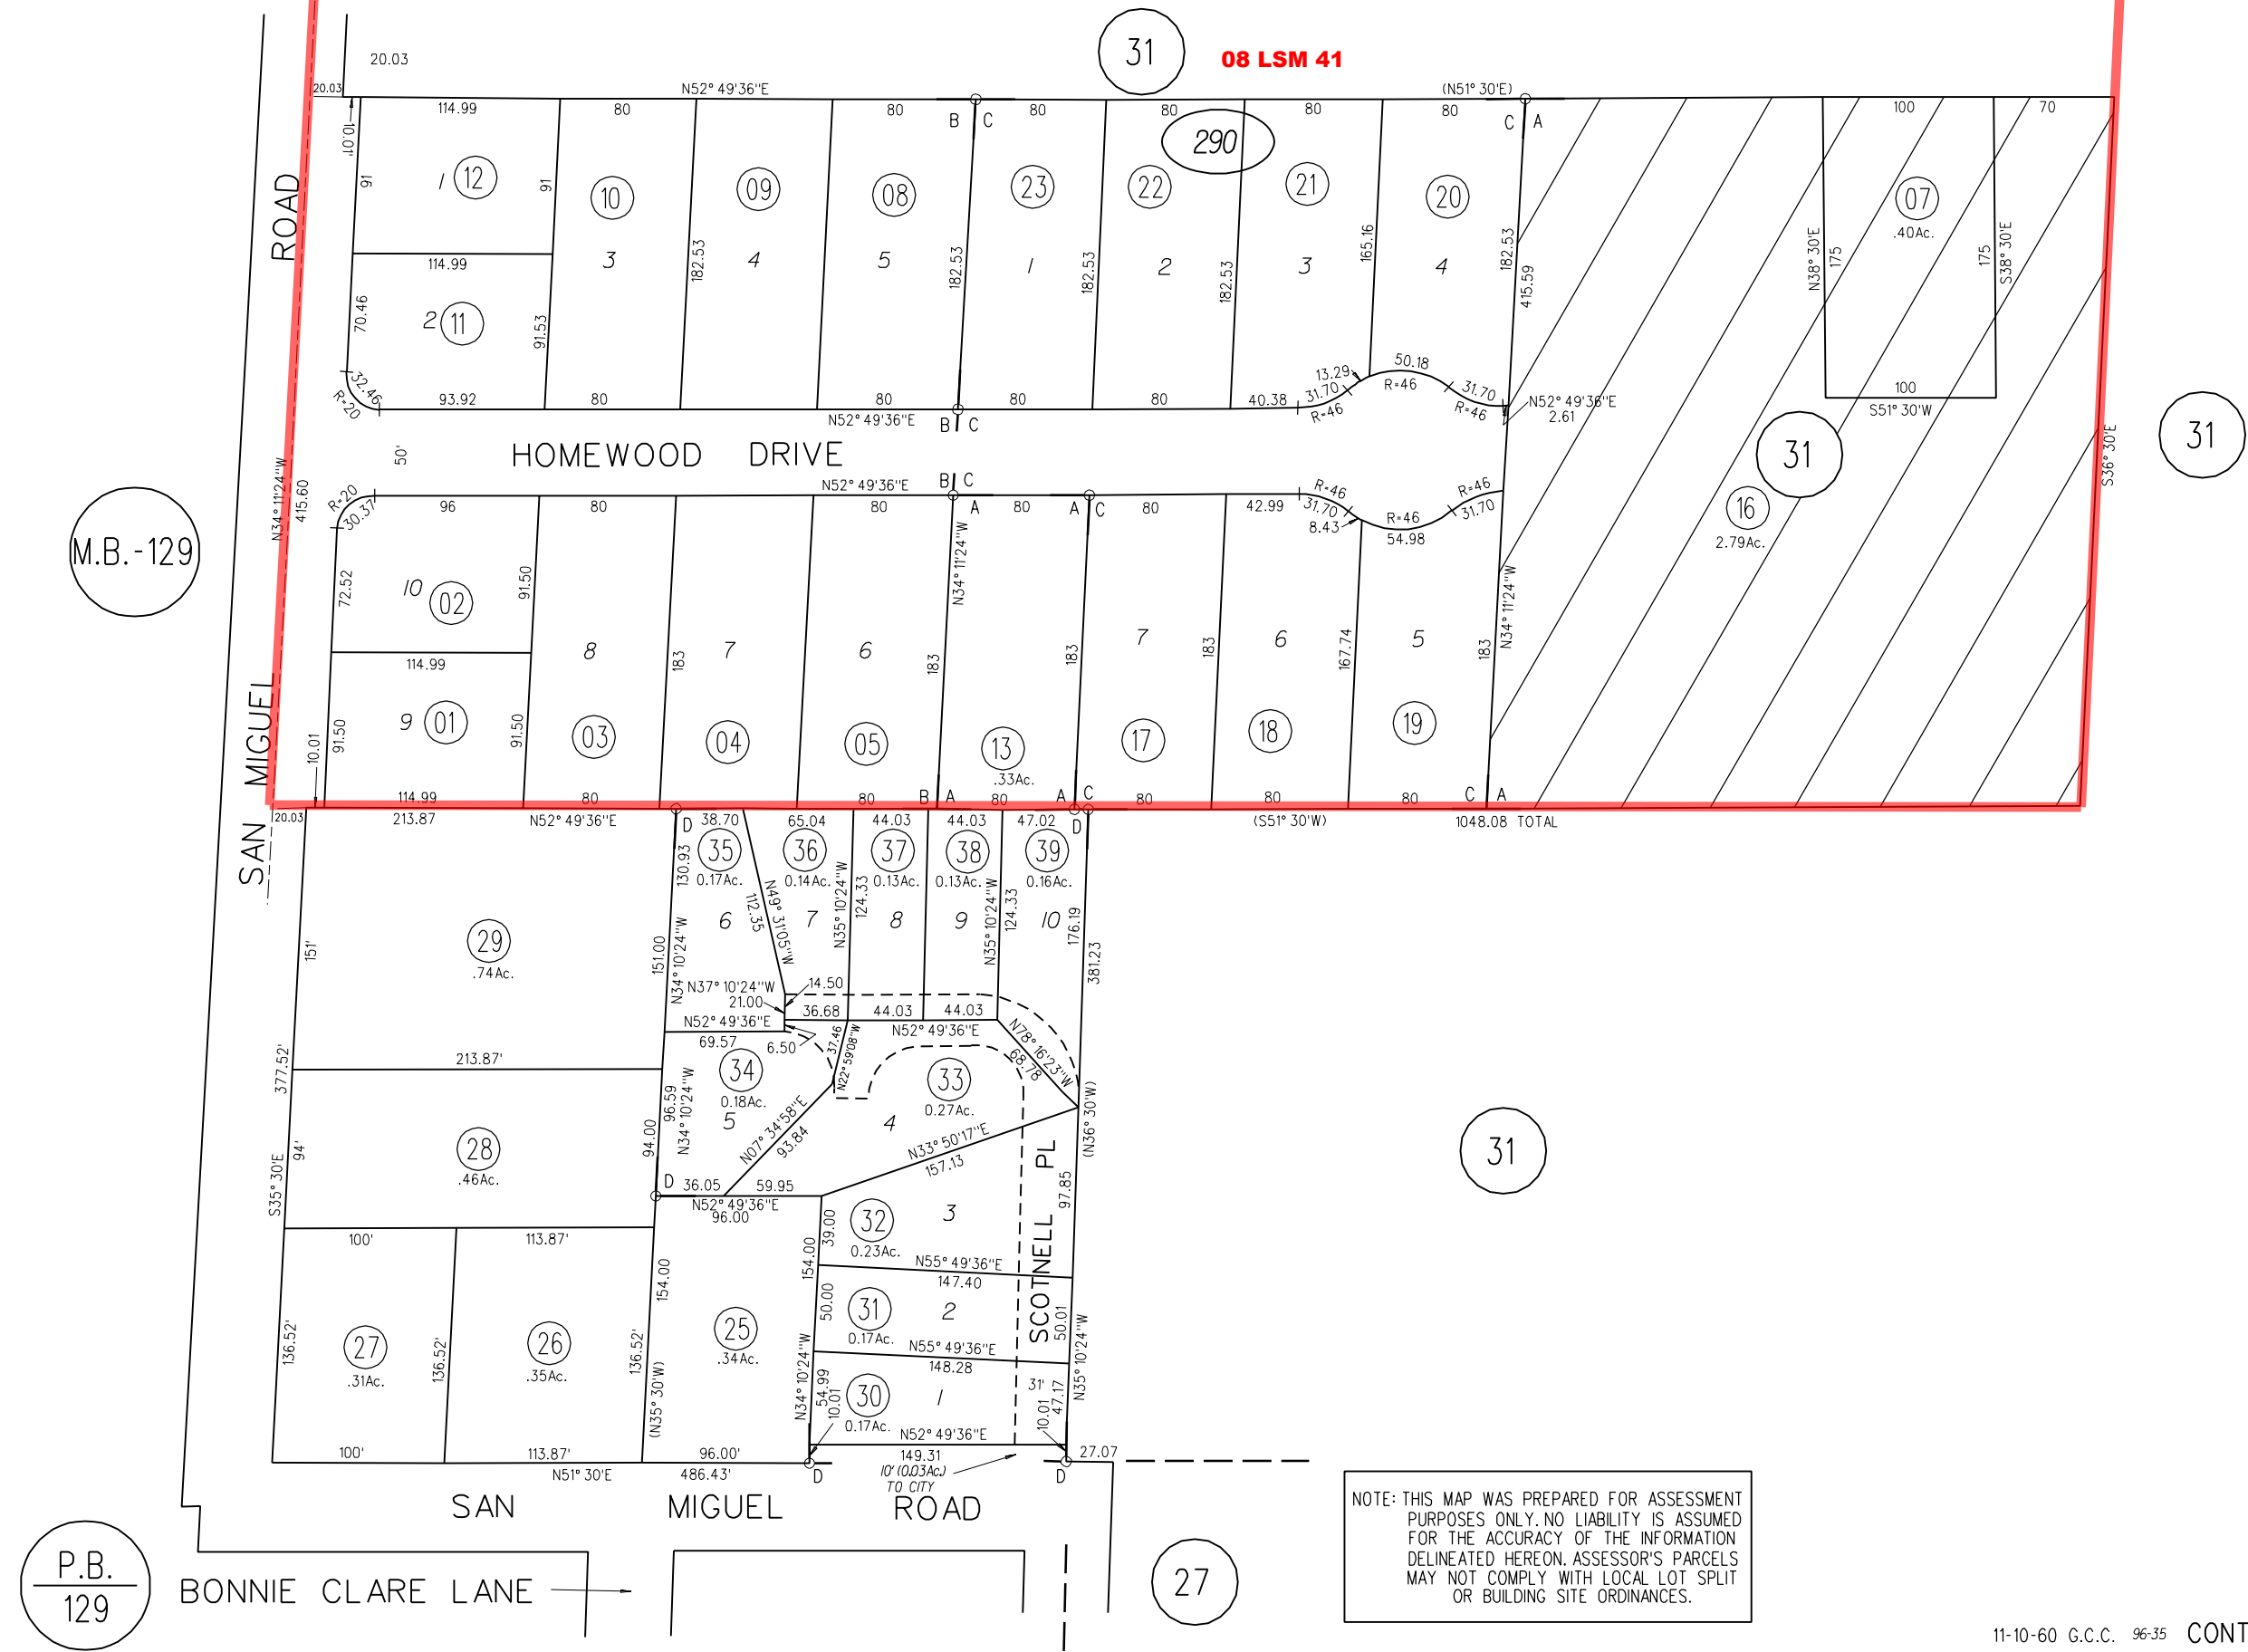 31
08 LSM 41
20.03
20.03
N52° 49'36"E
(N51° 30'E)
114.99
80
80
80
80
80
80
100
70
10.01'
B
C
C
A
290
91
1
12
91
10
09
08
23
22
21
20
07
.40Ac.
3
4
5
1
2
3
4
182.53
182.53
182.53
182.53
165.16
182.53
415.59
N38° 30'E
175
175
S38° 30'E
114.99
70.46
2
11
91.53
32.46
R=20
93.92
80
80
80
80
40.38
13.29
31.70
R=46
50.18
R=46
31.70
R=46
N52° 49'36"E
2.61
100
S51° 30'W
N52° 49'36"E
B
C
ROAD
HOMEWOOD DRIVE
50'
31
31
S36° 30'E
N34° 11'24"W
415.60
N52° 49'36"E
B
C
R=20
30.37
96
80
80
A
80
A
C
80
42.99
R=46
31.70
8.43
R=46
54.98
R=46
31.70
16
2.79Ac.
M.B.-129
72.52
10
02
91.50
N34° 11'24"W
N34° 11'24"W
114.99
8
7
6
7
6
5
183
183
183
183
167.74
183
91.50
9
01
91.50
03
04
05
13
.33Ac.
17
18
19
10.01
SAN MIGUEL
114.99
80
80
B
A
80
A
C
80
80
80
C
A
20.03
213.87
N52° 49'36"E
D
38.70
65.04
44.03
44.03
47.02
D
(S51° 30'W)
1048.08 TOTAL
130.93
35
0.17Ac.
36
0.14Ac.
37
0.13Ac.
38
0.13Ac.
39
0.16Ac.
6
7
8
9
10
112.35
N49° 31'05"W
N35° 10'24"W
124.33
N35° 10'24"W
124.33
176.19
381.23
151'
29
.74Ac.
151.00
N34° 10'24"W
N37° 10'24"W
21.00
14.50
36.68
44.03
44.03
N52° 49'36"E
69.57
6.50
37.46
N22° 59'08"W
N52° 49'36"E
N78° 16'23"W
68.78
377.52'
213.87'
34
0.18Ac.
5
33
0.27Ac.
4
96.59
N34° 10'24"W
N07° 34'58"E
93.84
N33° 50'17"E
157.13
(N36° 30'W)
94'
28
.46Ac.
94.00
S35° 30'E
D
36.05
59.95
N52° 49'36"E
96.00
SCOTNELL PL
97.85
31
100'
113.87'
32
0.23Ac.
3
39.00
154.00
154.00
N55° 49'36"E
147.40
136.52'
27
.31Ac.
136.52'
26
.35Ac.
136.52'
(N35° 30'W)
25
.34Ac.
50.00
31
0.17Ac.
2
50.01
N55° 49'36"E
148.28
N34° 10'24"W
54.99
10.01
30
0.17Ac.
1
31'
10.01
47.17
N35° 10'24"W
N52° 49'36"E
100'
113.87'
96.00'
149.31
27.07
N51° 30'E
486.43'
D
D
10' (0.03Ac.)
TO CITY
SAN MIGUEL ROAD
NOTE: THIS MAP WAS PREPARED FOR ASSESSMENT
PURPOSES ONLY. NO LIABILITY IS ASSUMED
FOR THE ACCURACY OF THE INFORMATION
DELINEATED HEREON. ASSESSOR'S PARCELS
MAY NOT COMPLY WITH LOCAL LOT SPLIT
OR BUILDING SITE ORDINANCES.
P.B.
129
BONNIE CLARE LANE
27
11-10-60 G.C.C. 96-35 CONT